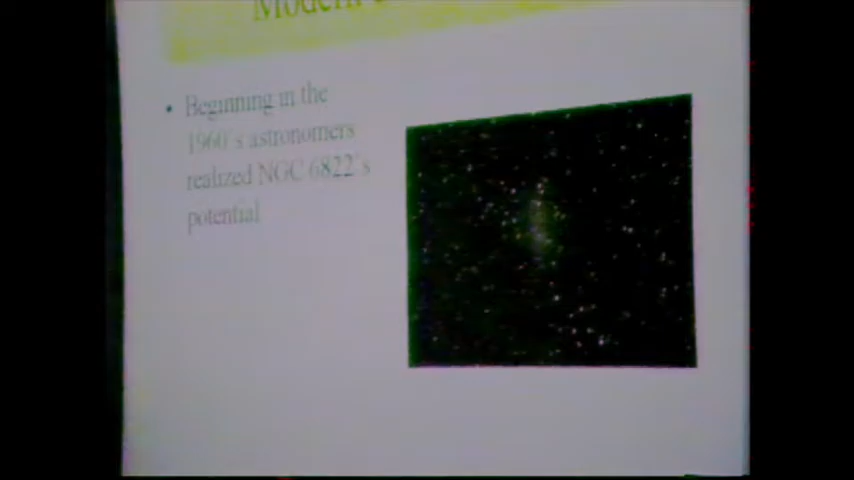 Modern
• Beginning in the
1960's astronomers
realized NGC 6822's
potential